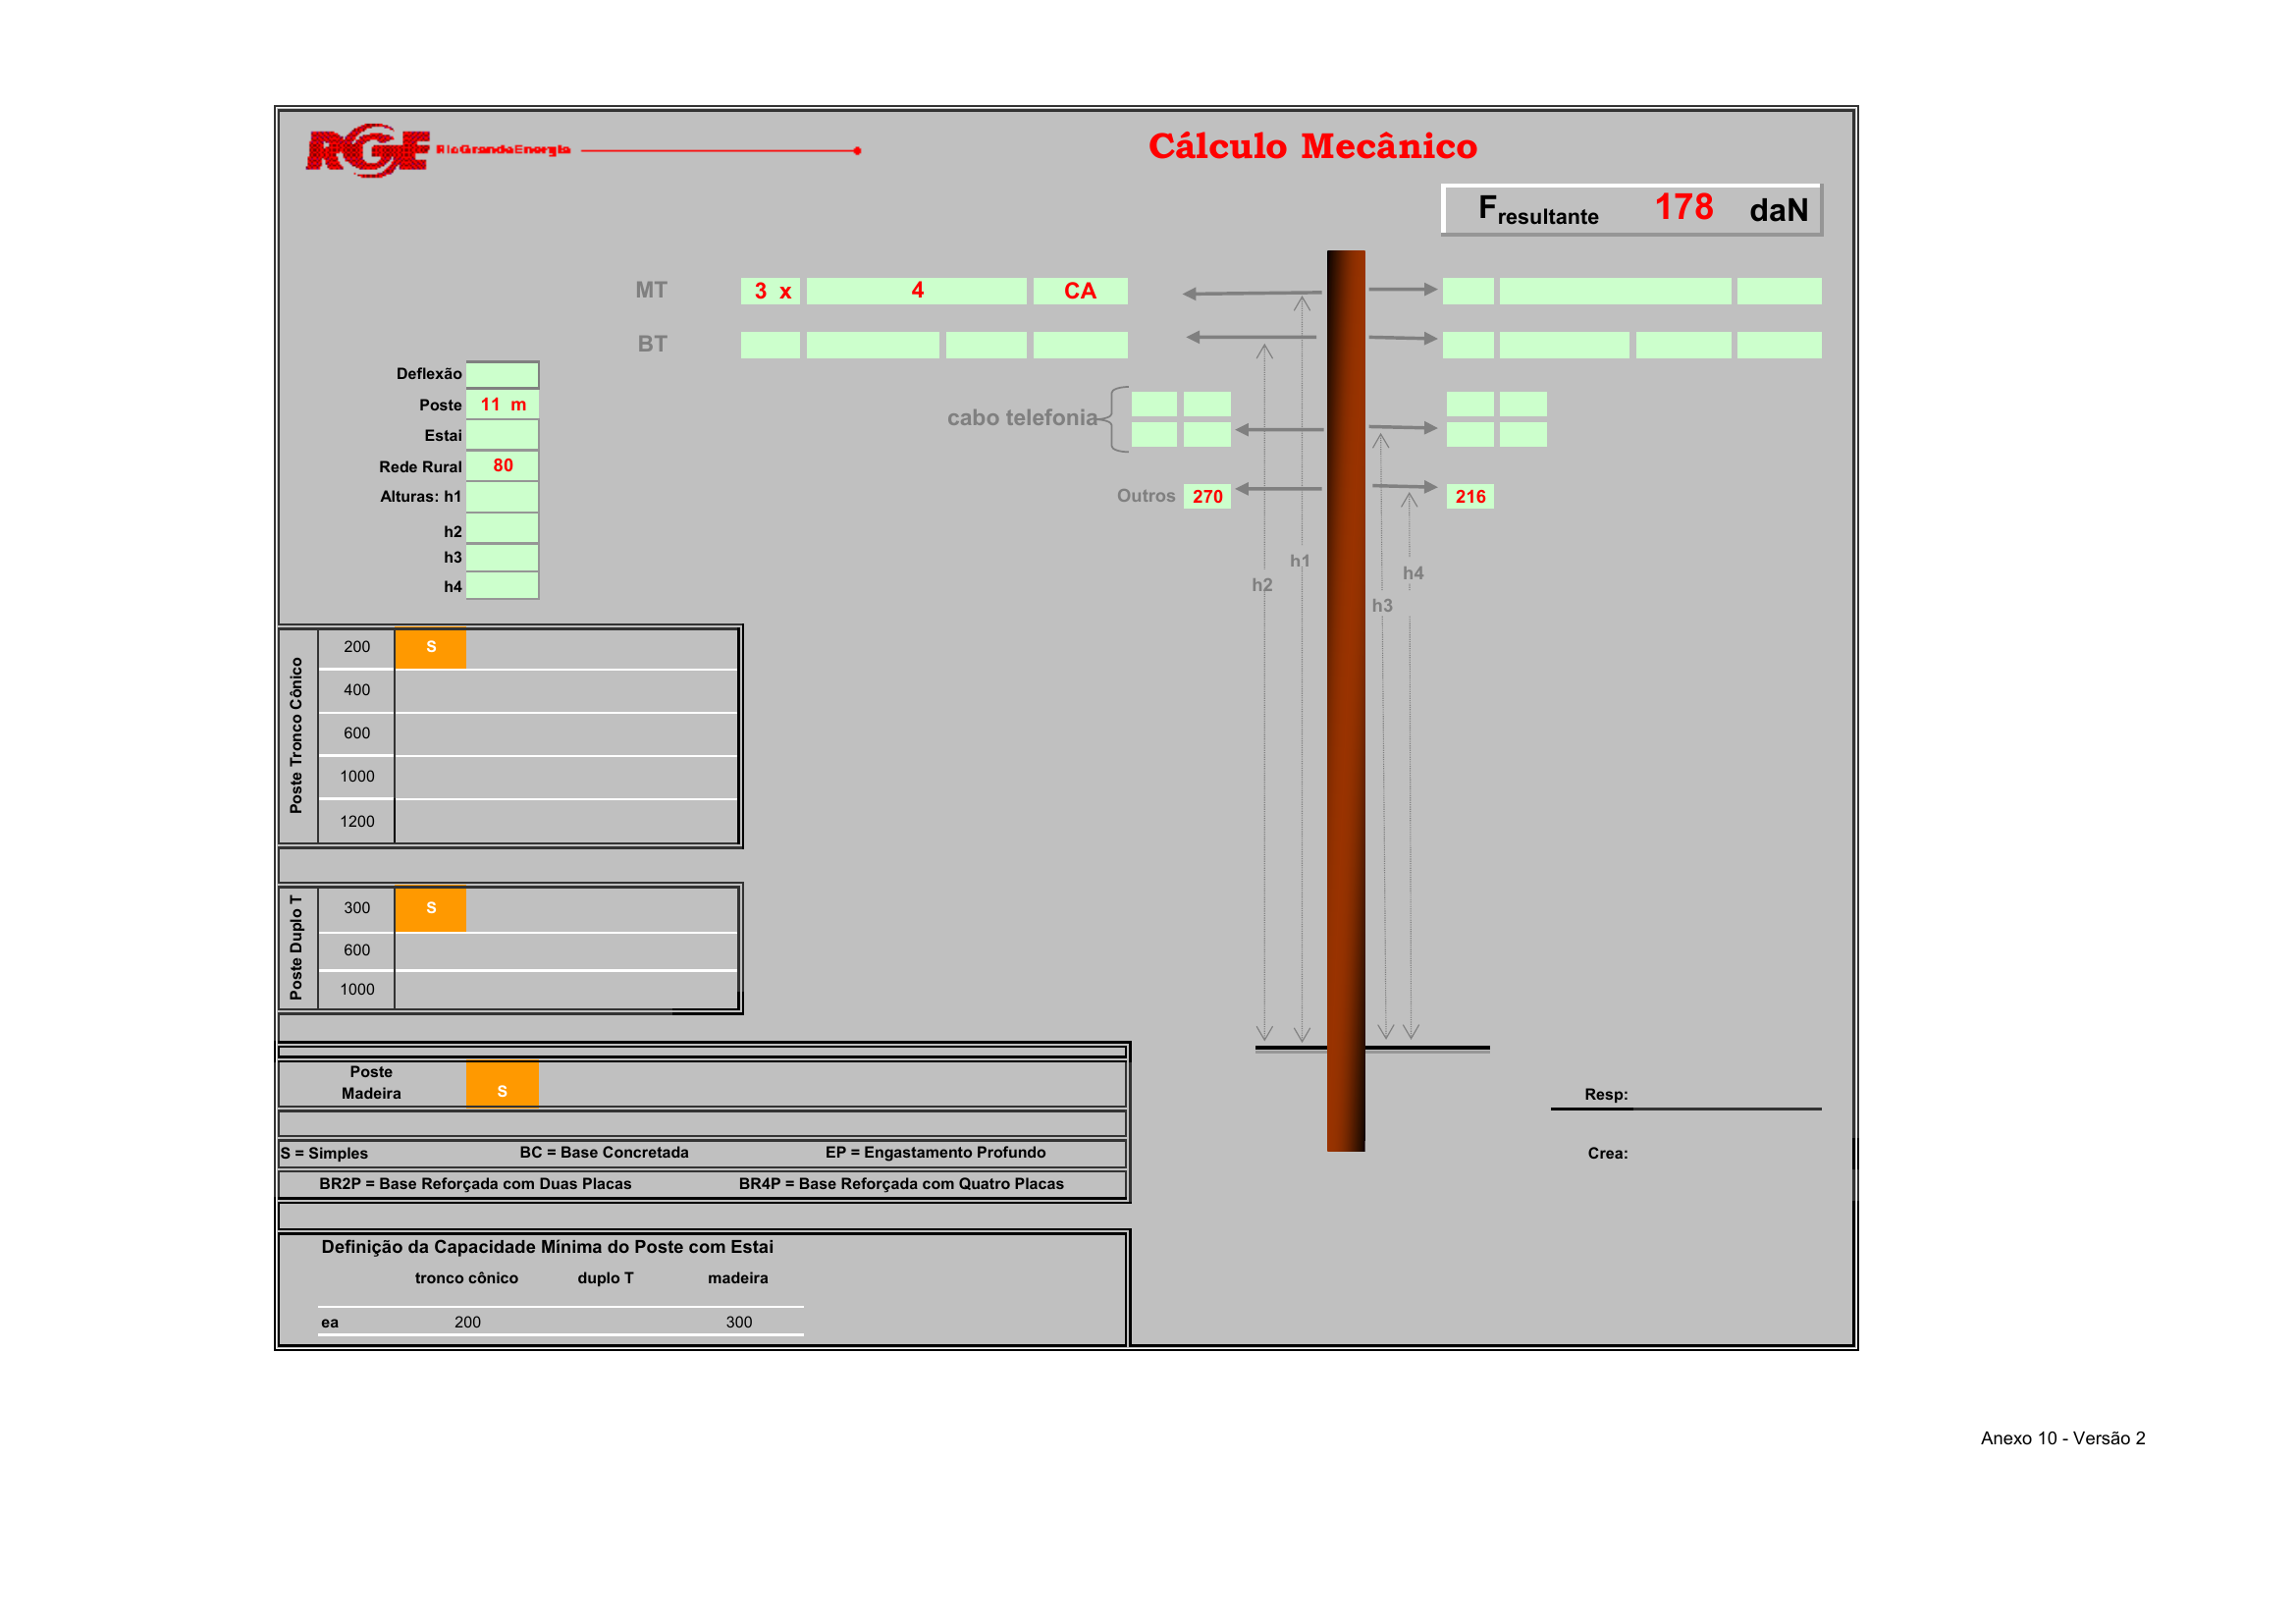 RGE RioGrandeEnergia
Cálculo Mecânico
Fresultante 178 daN
MT 3 x 4 CA
BT
Deflexão
Poste 11 m
cabo telefonia
Estai
Rede Rural 80
Alturas: h1
Outros 270 216
h2
h3
h4
h1
h2
h4
h3
Poste Tronco Cônico
200 S
400
600
1000
1200
Poste Duplo T
300 S
600
1000
Poste
Madeira S
S = Simples BC = Base Concretada EP = Engastamento Profundo
BR2P = Base Reforçada com Duas Placas BR4P = Base Reforçada com Quatro Placas
Resp:
Crea:
Definição da Capacidade Mínima do Poste com Estai
tronco cônico duplo T madeira
ea 200 300
Anexo 10 - Versão 2